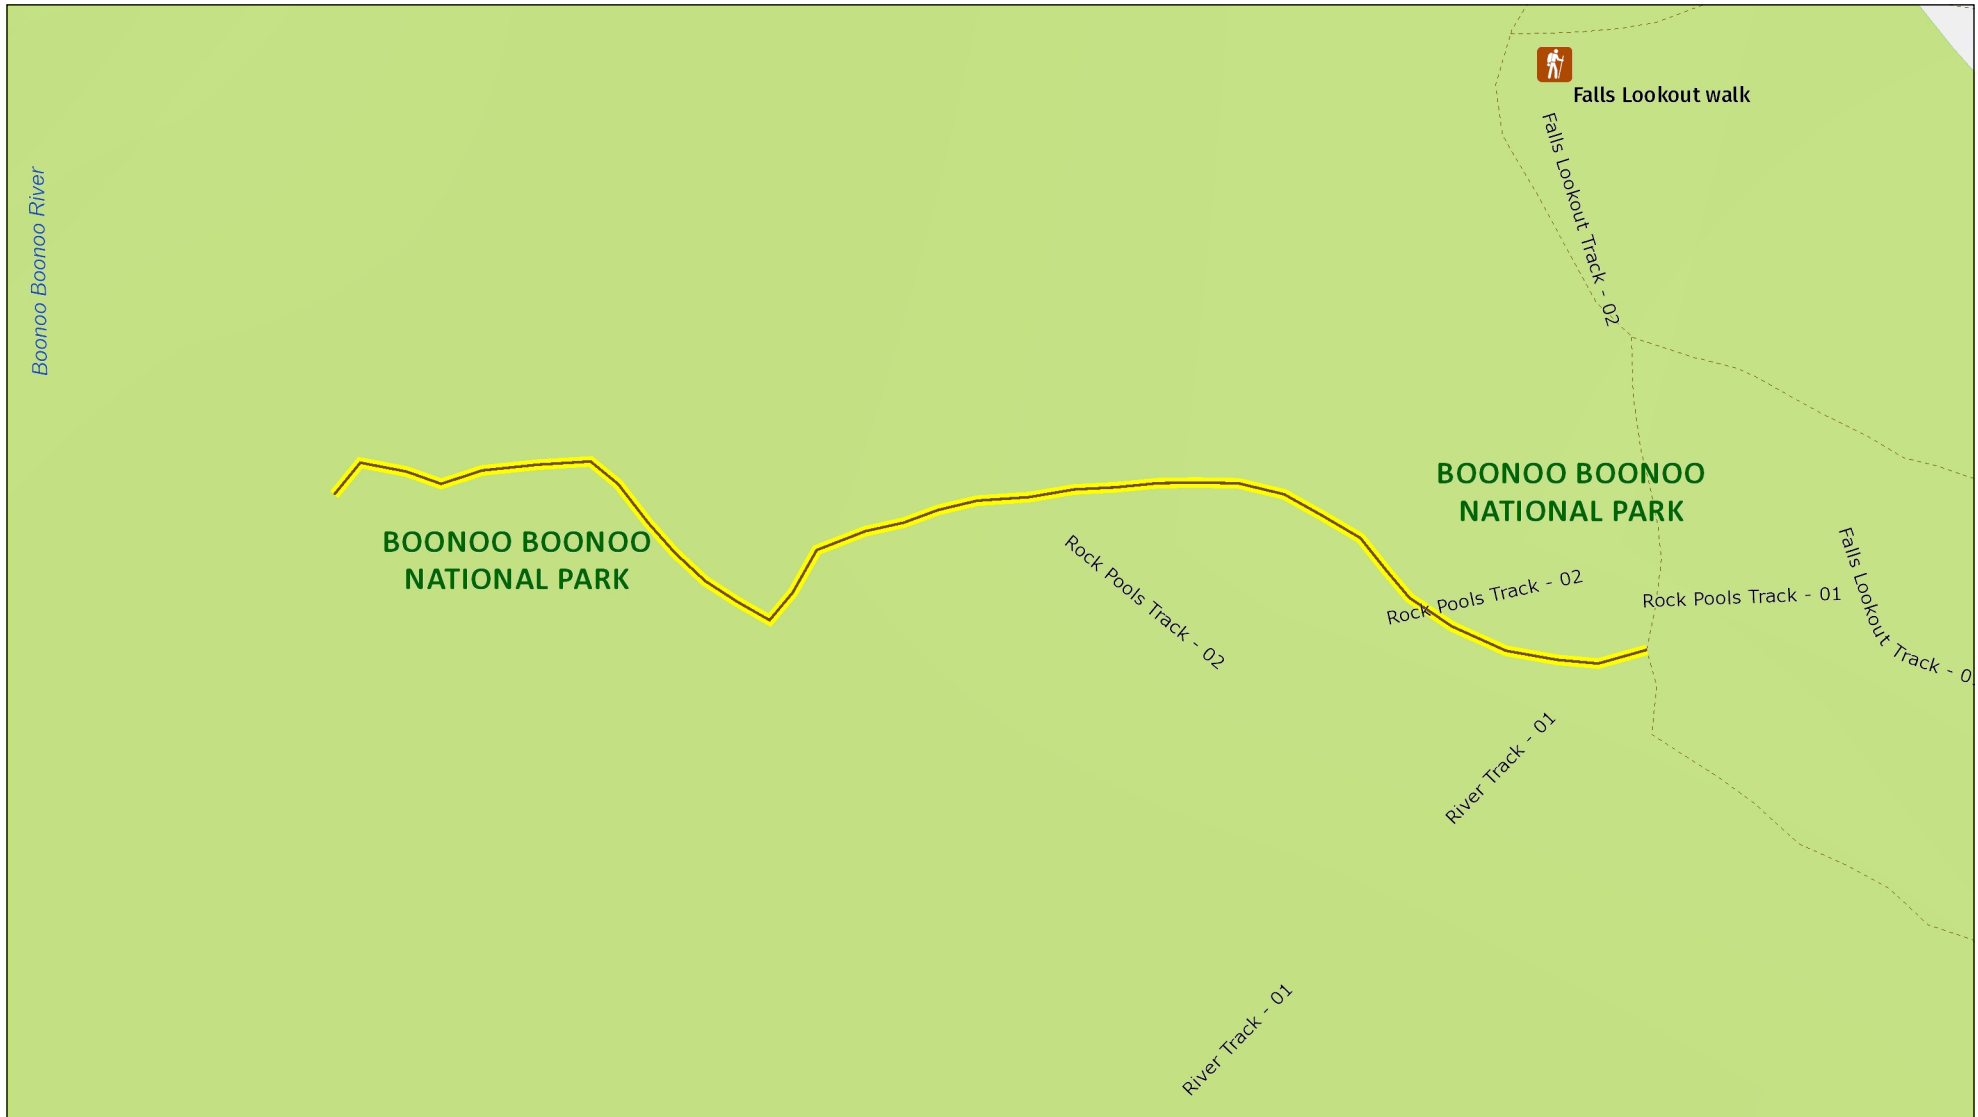 Falls Lookout walk
Falls Lookout Track - 02
Boonoo Boonoo River
BOONOO BOONOO
NATIONAL PARK
BOONOO BOONOO
NATIONAL PARK
Rock Pools Track - 02
Rock Pools Track - 02
Rock Pools Track - 01
Falls Lookout Track - 0
River Track - 01
River Track - 01